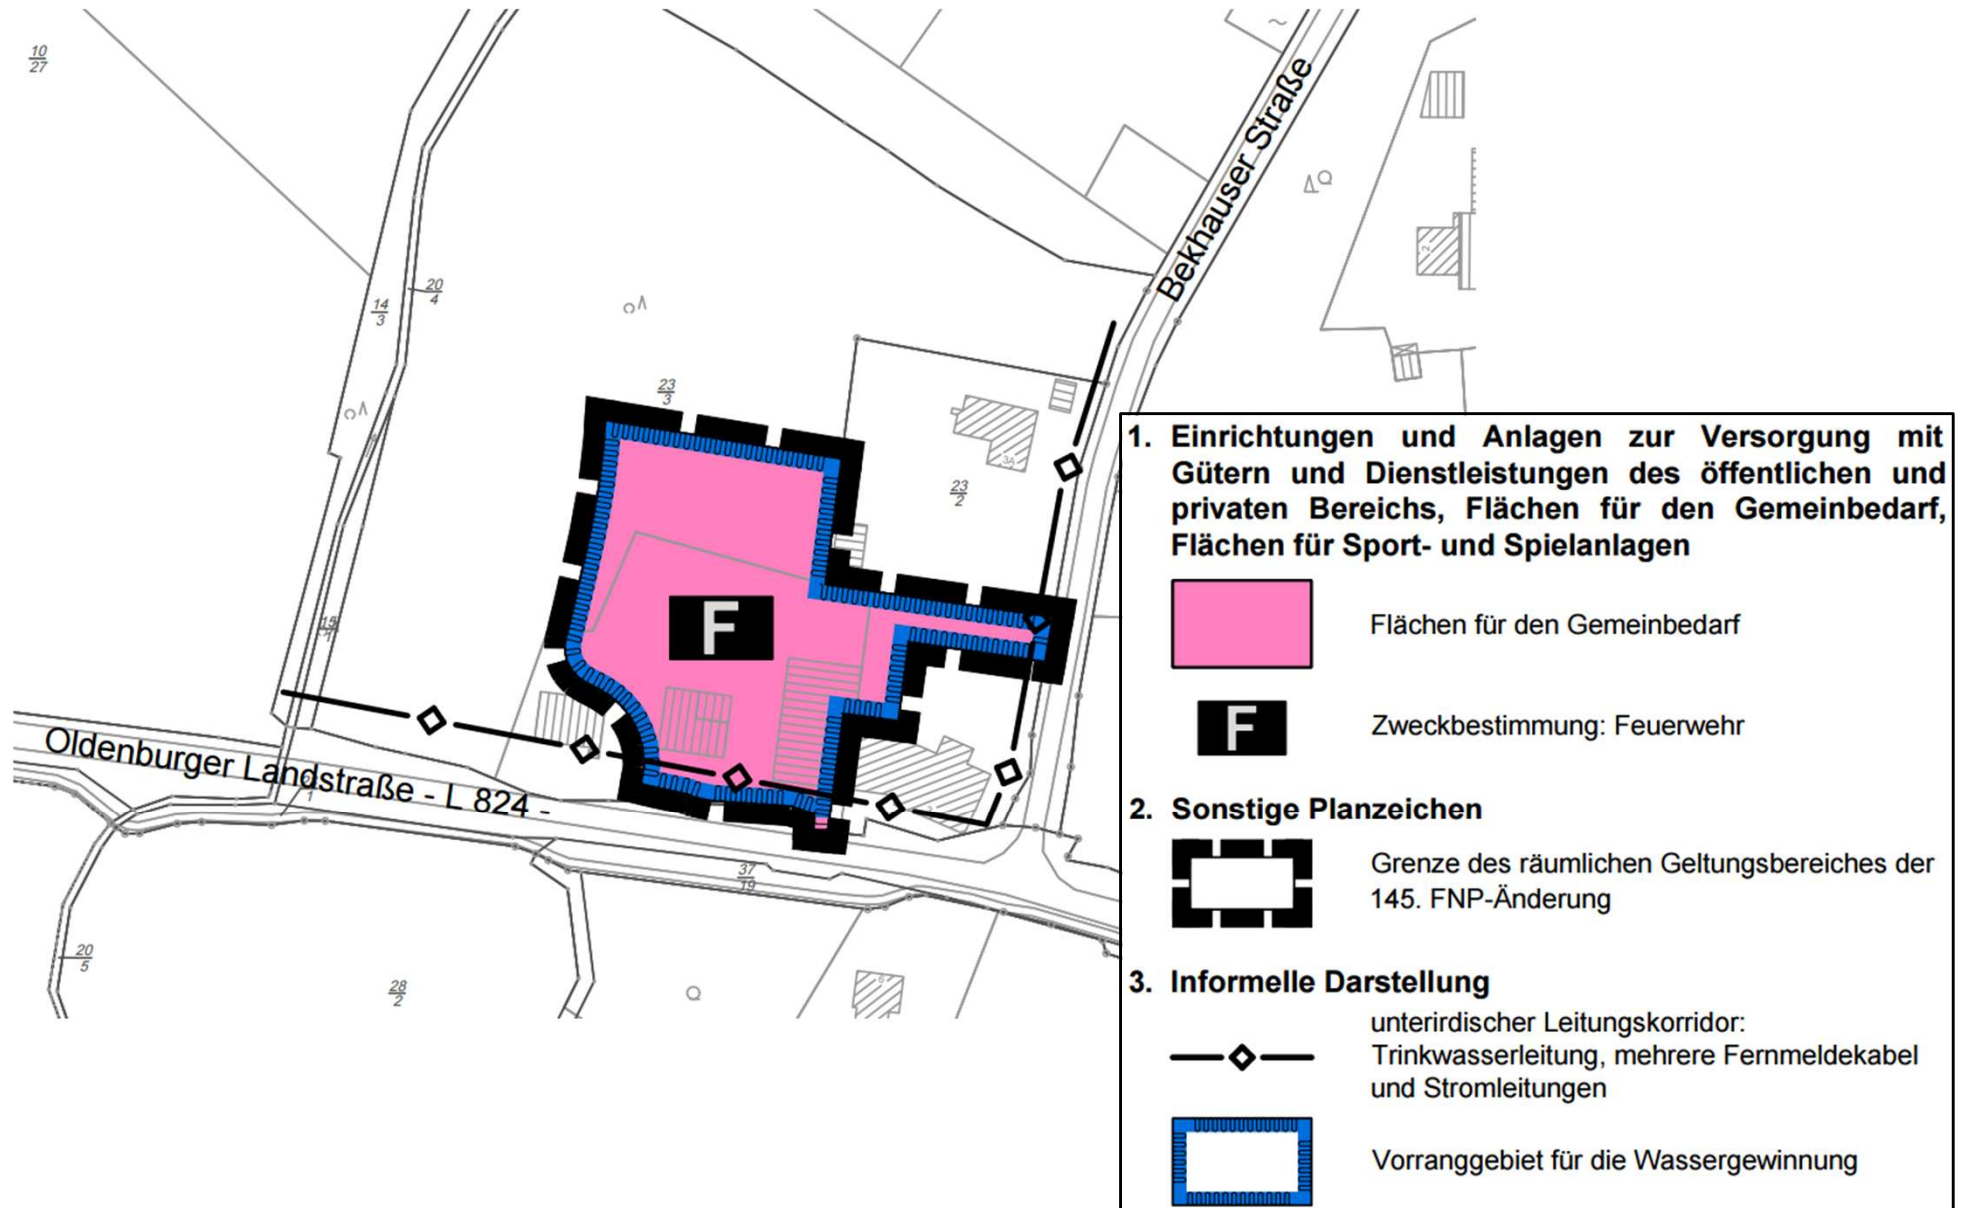 10
27
Bekhauser Straße
20
4
14
3
23
3
3A
23
2
2
F
Oldenburger Landstraße - L 824 -
1
37
19
20
5
28
2
6
1. Einrichtungen und Anlagen zur Versorgung mit
Gütern und Dienstleistungen des öffentlichen und
privaten Bereichs, Flächen für den Gemeinbedarf,
Flächen für Sport- und Spielanlagen
Flächen für den Gemeinbedarf
F
Zweckbestimmung: Feuerwehr
2. Sonstige Planzeichen
Grenze des räumlichen Geltungsbereiches der
145. FNP-Änderung
3. Informelle Darstellung
unterirdischer Leitungskorridor:
Trinkwasserleitung, mehrere Fernmeldekabel
und Stromleitungen
Vorranggebiet für die Wassergewinnung